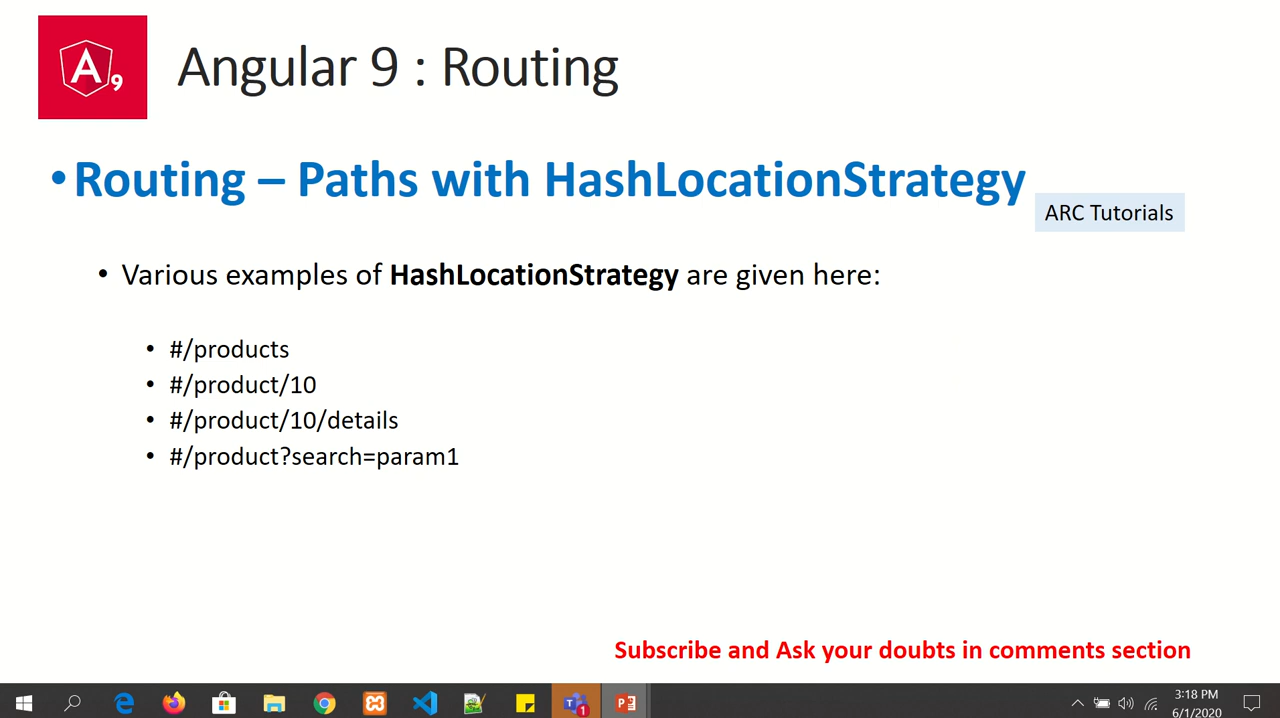 A
9
Angular 9 : Routing
•Routing – Paths with HashLocationStrategy
ARC Tutorials
• Various examples of HashLocationStrategy are given here:
• #/products
• #/product/10
• #/product/10/details
• #/product?search=param1
Subscribe and Ask your doubts in comments section
3:18 PM
6/1/2020